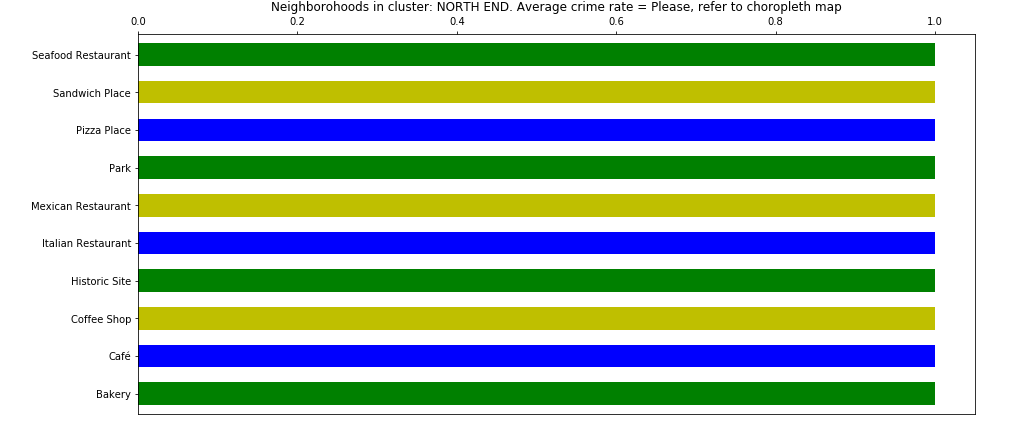 Neighborohoods in cluster: NORTH END. Average crime rate = Please, refer to choropleth map
0.0 0.2 0.4 0.6 0.8 1.0
Seafood Restaurant
Sandwich Place
Pizza Place
Park
Mexican Restaurant
Italian Restaurant
Historic Site
Coffee Shop
Café
Bakery